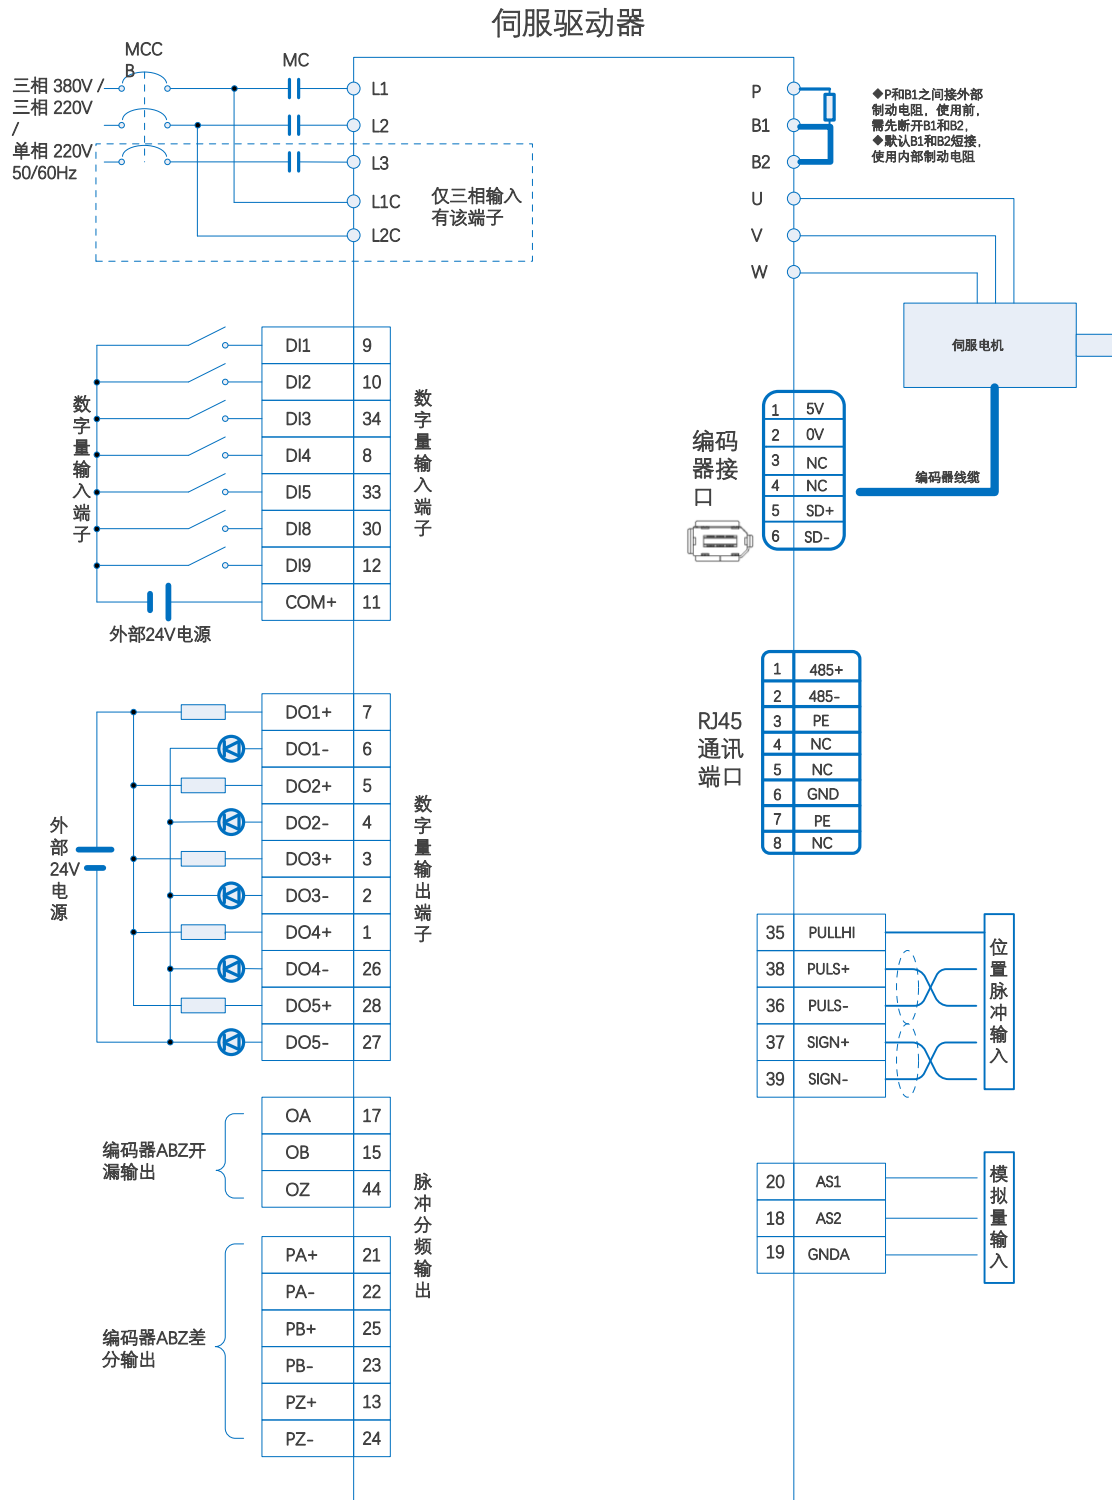 伺服驱动器
MCC
B
MC
三相 380V /
三相 220V
/
单相 220V
50/60Hz
L1
L2
L3
L1C
L2C
仅三相输入
有该端子
P
B1
B2
U
V
W
◆P和B1之间接外部
制动电阻，使用前，
需先断开B1和B2，
◆默认B1和B2短接，
使用内部制动电阻
伺服电机
编码器线缆
数字量输入端子
DI1 9
DI2 10
DI3 34
DI4 8
DI5 33
DI8 30
DI9 12
COM+ 11
数字量输入端子
外部24V电源
编码
器接
口
1 5V
2 0V
3 NC
4 NC
5 SD+
6 SD-
RJ45
通讯
端口
1 485+
2 485-
3 PE
4 NC
5 NC
6 GND
7 PE
8 NC
外
部
24V
电
源
DO1+ 7
DO1- 6
DO2+ 5
DO2- 4
DO3+ 3
DO3- 2
DO4+ 1
DO4- 26
DO5+ 28
DO5- 27
数字量输出端子
35 PULLHI
38 PULS+
36 PULS-
37 SIGN+
39 SIGN-
位置脉冲输入
编码器ABZ开
漏输出
OA 17
OB 15
OZ 44
脉冲分频输出
编码器ABZ差
分输出
PA+ 21
PA- 22
PB+ 25
PB- 23
PZ+ 13
PZ- 24
20 AS1
18 AS2
19 GNDA
模拟量输入